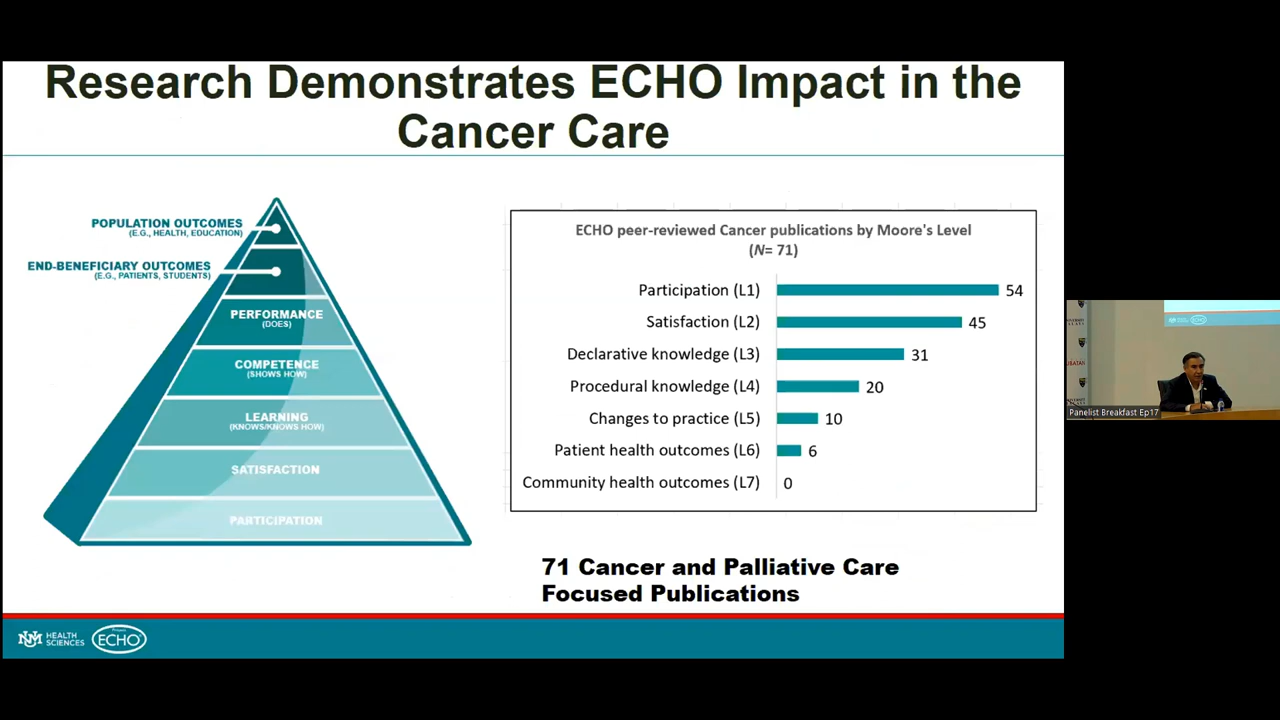 Research Demonstrates ECHO Impact in the
Cancer Care
POPULATION OUTCOMES
(E.G., HEALTH, EDUCATION)
END-BENEFICIARY OUTCOMES
(E.G., PATIENTS, STUDENTS)
PERFORMANCE
(DOES)
COMPETENCE
(SHOWS HOW)
LEARNING
(KNOWS/KNOWS HOW)
SATISFACTION
PARTICIPATION
ECHO peer-reviewed Cancer publications by Moore's Level
(N= 71)
Participation (L1) 54
Satisfaction (L2) 45
Declarative knowledge (L3) 31
Procedural knowledge (L4) 20
Changes to practice (L5) 10
Patient health outcomes (L6) 6
Community health outcomes (L7) 0
71 Cancer and Palliative Care
Focused Publications
UNM HEALTH
SCIENCES
ECHO
Panelist Breakfast Ep17